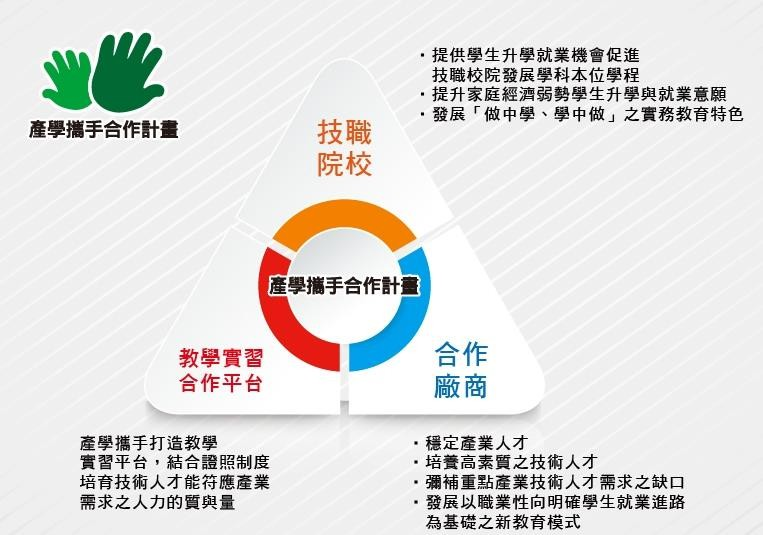 產學攜手合作計畫
・提供學生升學就業機會促進
技職校院發展學科本位學程
・提升家庭經濟弱勢學生升學與就業意願
・發展「做中學、學中做」之實務教育特色
技職
院校
產學攜手合作計畫
教學實習
合作平台
合作
廠商
產學攜手打造教學
實習平台，結合證照制度
培育技術人才能符應產業
需求之人力的質與量
・穩定產業人才
・培養高素質之技術人才
・彌補重點產業技術人才需求之缺口
・發展以職業性向明確學生就業進路
為基礎之新教育模式